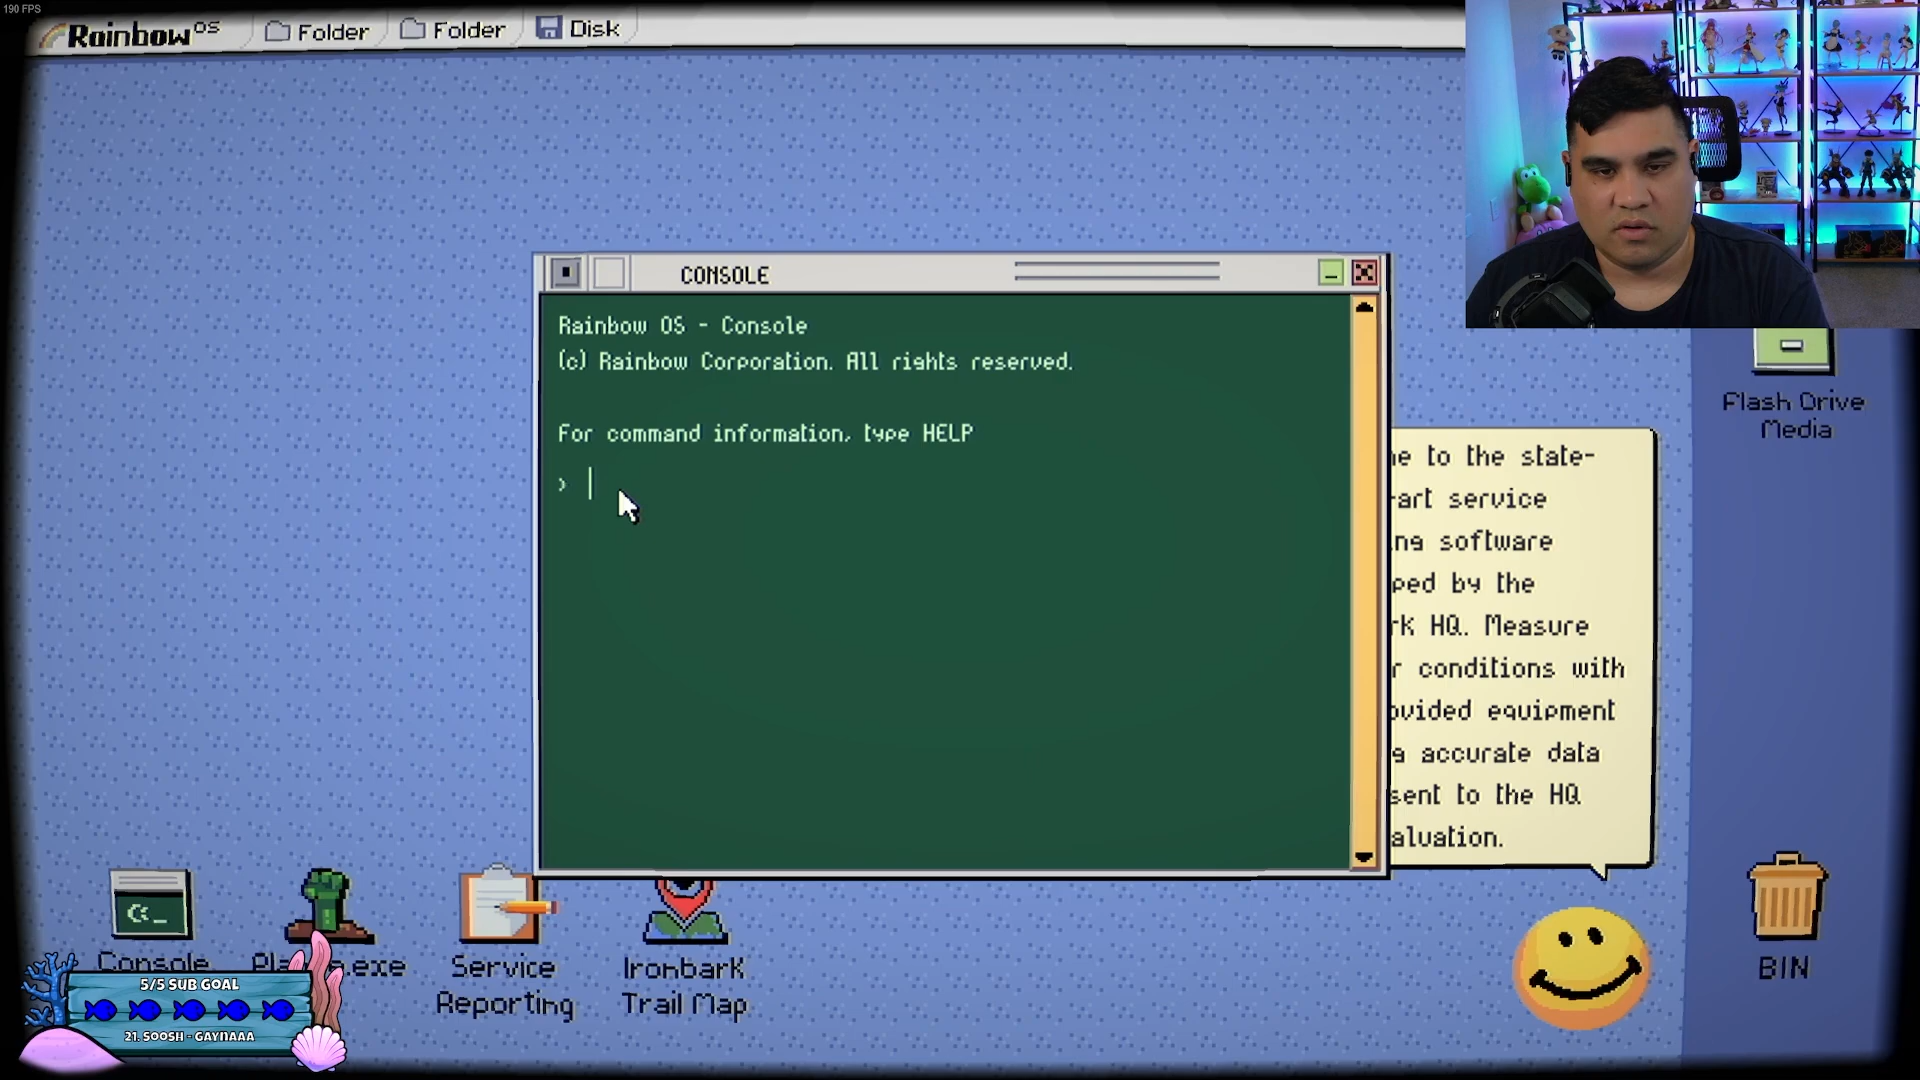 190 FPS
Rainbow OS
Folder
Folder
Disk
CONSOLE
Rainbow OS - Console
(c) Rainbow Corporation. All rights reserved.
For command information, type HELP
>
Flash Drive
Media
to the state-
art service
software
by the
HQ. Measure
conditions with
equipment
accurate data
sent to the HQ
Console
.exe
Service
Reporting
Ironbark
Trail Map
BIN
5/5 SUB GOAL
21. SOOSH - GAYNAAA